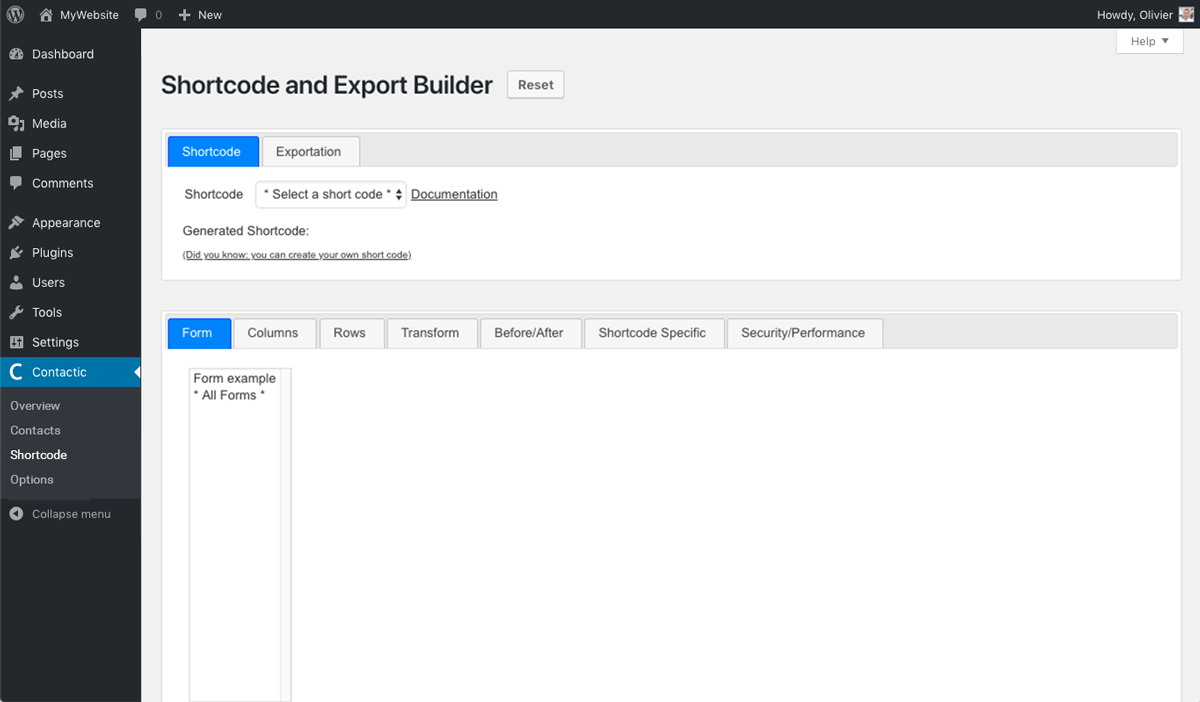 MyWebsite 0 New Howdy, Olivier
Help ▼
Dashboard
Posts
Media
Pages
Comments
Appearance
Plugins
Users
Tools
Settings
Contactic
Overview
Contacts
Shortcode
Options
Collapse menu
Shortcode and Export Builder Reset
Shortcode Exportation
Shortcode * Select a short code * Documentation
Generated Shortcode:
(Did you know: you can create your own short code)
Form Columns Rows Transform Before/After Shortcode Specific Security/Performance
Form example
* All Forms *